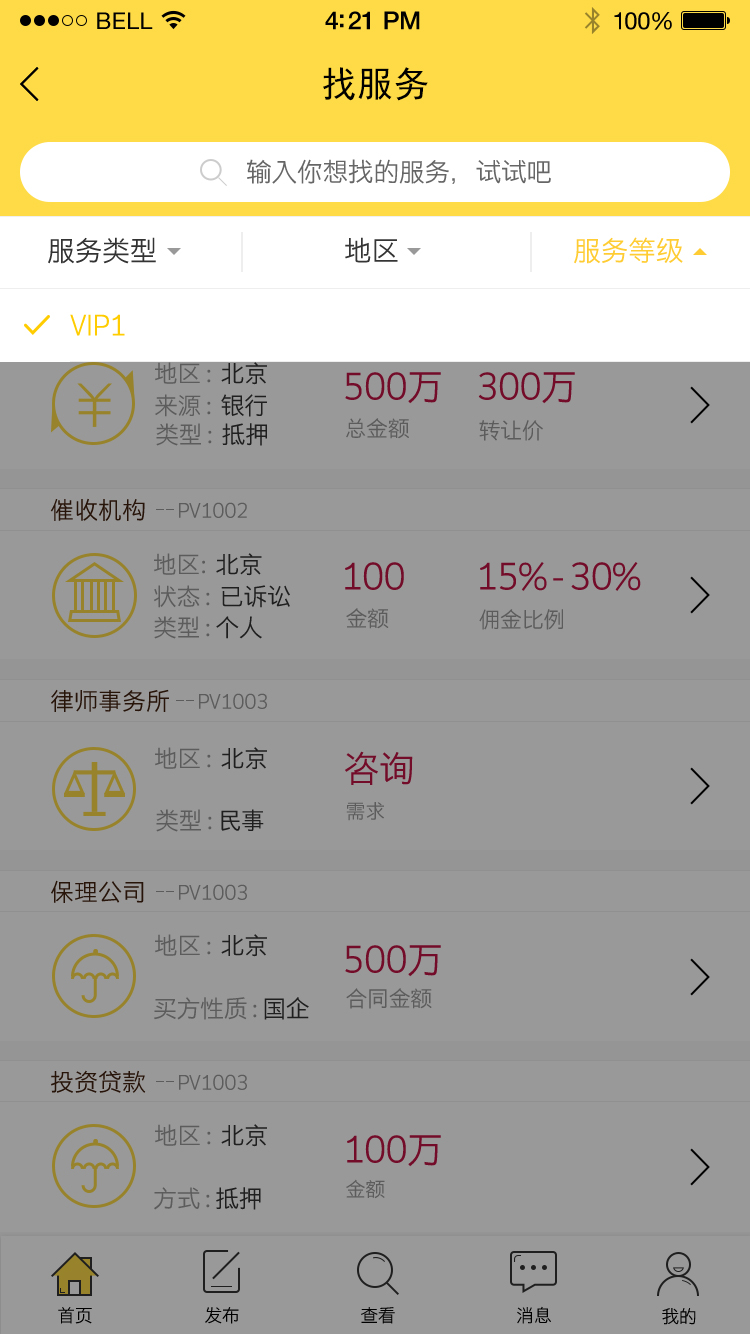 BELL 4:21 PM 100%
找服务
输入你想找的服务，试试吧
服务类型 地区 服务等级
VIP1
地区： 北京
来源： 银行
类型： 抵押
500万 300万
总金额 转让价
催收机构 --PV1002
地区： 北京
状态： 已诉讼
类型： 个人
100 15%-30%
金额 佣金比例
律师事务所 --PV1003
地区： 北京
类型： 民事
咨询
需求
保理公司 --PV1003
地区： 北京
买方性质： 国企
500万
合同金额
投资贷款 --PV1003
地区： 北京
方式： 抵押
100万
金额
首页 发布 查看 消息 我的